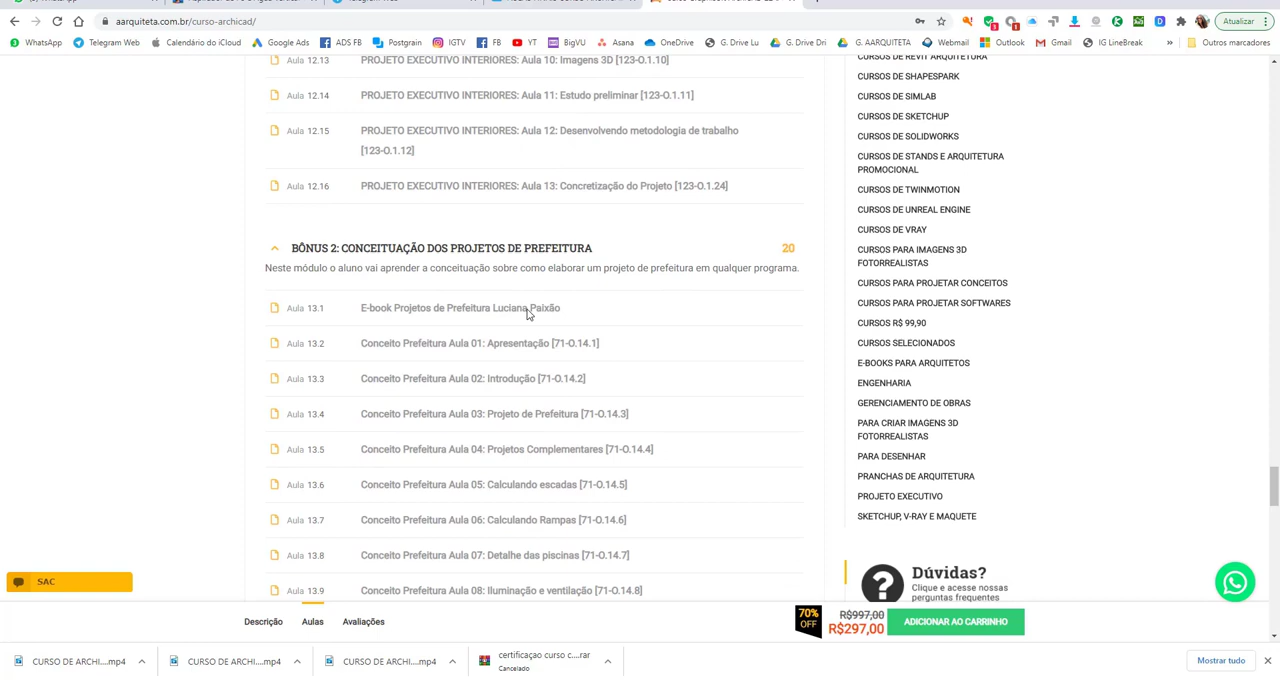 aarquiteta.com.br/curso-archicad/
Atualizar
WhatsApp Telegram Web Calendário do iCloud Google Ads ADS FB Postgrain IGTV FB YT BigVU Asana OneDrive G. Drive Lu G. Drive Dri G. AARQUITETA Webmail Outlook Gmail IG LineBreak » Outros marcadores
Aula 12.13 PROJETO EXECUTIVO INTERIORES: Aula 10: Imagens 3D [123-O.1.10]
Aula 12.14 PROJETO EXECUTIVO INTERIORES: Aula 11: Estudo preliminar [123-O.1.11]
Aula 12.15 PROJETO EXECUTIVO INTERIORES: Aula 12: Desenvolvendo metodologia de trabalho
[123-O.1.12]
Aula 12.16 PROJETO EXECUTIVO INTERIORES: Aula 13: Concretização do Projeto [123-O.1.24]
BÔNUS 2: CONCEITUAÇÃO DOS PROJETOS DE PREFEITURA 20
Neste módulo o aluno vai aprender a conceituação sobre como elaborar um projeto de prefeitura em qualquer programa.
Aula 13.1 E-book Projetos de Prefeitura Luciana Paixão
Aula 13.2 Conceito Prefeitura Aula 01: Apresentação [71-O.14.1]
Aula 13.3 Conceito Prefeitura Aula 02: Introdução [71-O.14.2]
Aula 13.4 Conceito Prefeitura Aula 03: Projeto de Prefeitura [71-O.14.3]
Aula 13.5 Conceito Prefeitura Aula 04: Projetos Complementares [71-O.14.4]
Aula 13.6 Conceito Prefeitura Aula 05: Calculando escadas [71-O.14.5]
Aula 13.7 Conceito Prefeitura Aula 06: Calculando Rampas [71-O.14.6]
Aula 13.8 Conceito Prefeitura Aula 07: Detalhe das piscinas [71-O.14.7]
Aula 13.9 Conceito Prefeitura Aula 08: Iluminação e ventilação [71-O.14.8]
CURSOS DE REVIT ARQUITETURA
CURSOS DE SHAPESPARK
CURSOS DE SIMLAB
CURSOS DE SKETCHUP
CURSOS DE SOLIDWORKS
CURSOS DE STANDS E ARQUITETURA
PROMOCIONAL
CURSOS DE TWINMOTION
CURSOS DE UNREAL ENGINE
CURSOS DE VRAY
CURSOS PARA IMAGENS 3D
FOTORREALISTAS
CURSOS PARA PROJETAR CONCEITOS
CURSOS PARA PROJETAR SOFTWARES
CURSOS R$ 99,90
CURSOS SELECIONADOS
E-BOOKS PARA ARQUITETOS
ENGENHARIA
GERENCIAMENTO DE OBRAS
PARA CRIAR IMAGENS 3D
FOTORREALISTAS
PARA DESENHAR
PRANCHAS DE ARQUITETURA
PROJETO EXECUTIVO
SKETCHUP, V-RAY E MAQUETE
? Dúvidas?
Clique e acesse nossas
perguntas frequentes
SAC
Descrição Aulas Avaliações
70%
OFF
R$997,00
R$297,00
ADICIONAR AO CARRINHO
CURSO DE ARCHI....mp4 CURSO DE ARCHI....mp4 CURSO DE ARCHI....mp4 certificaçao curso c....rar
Cancelado
Mostrar tudo